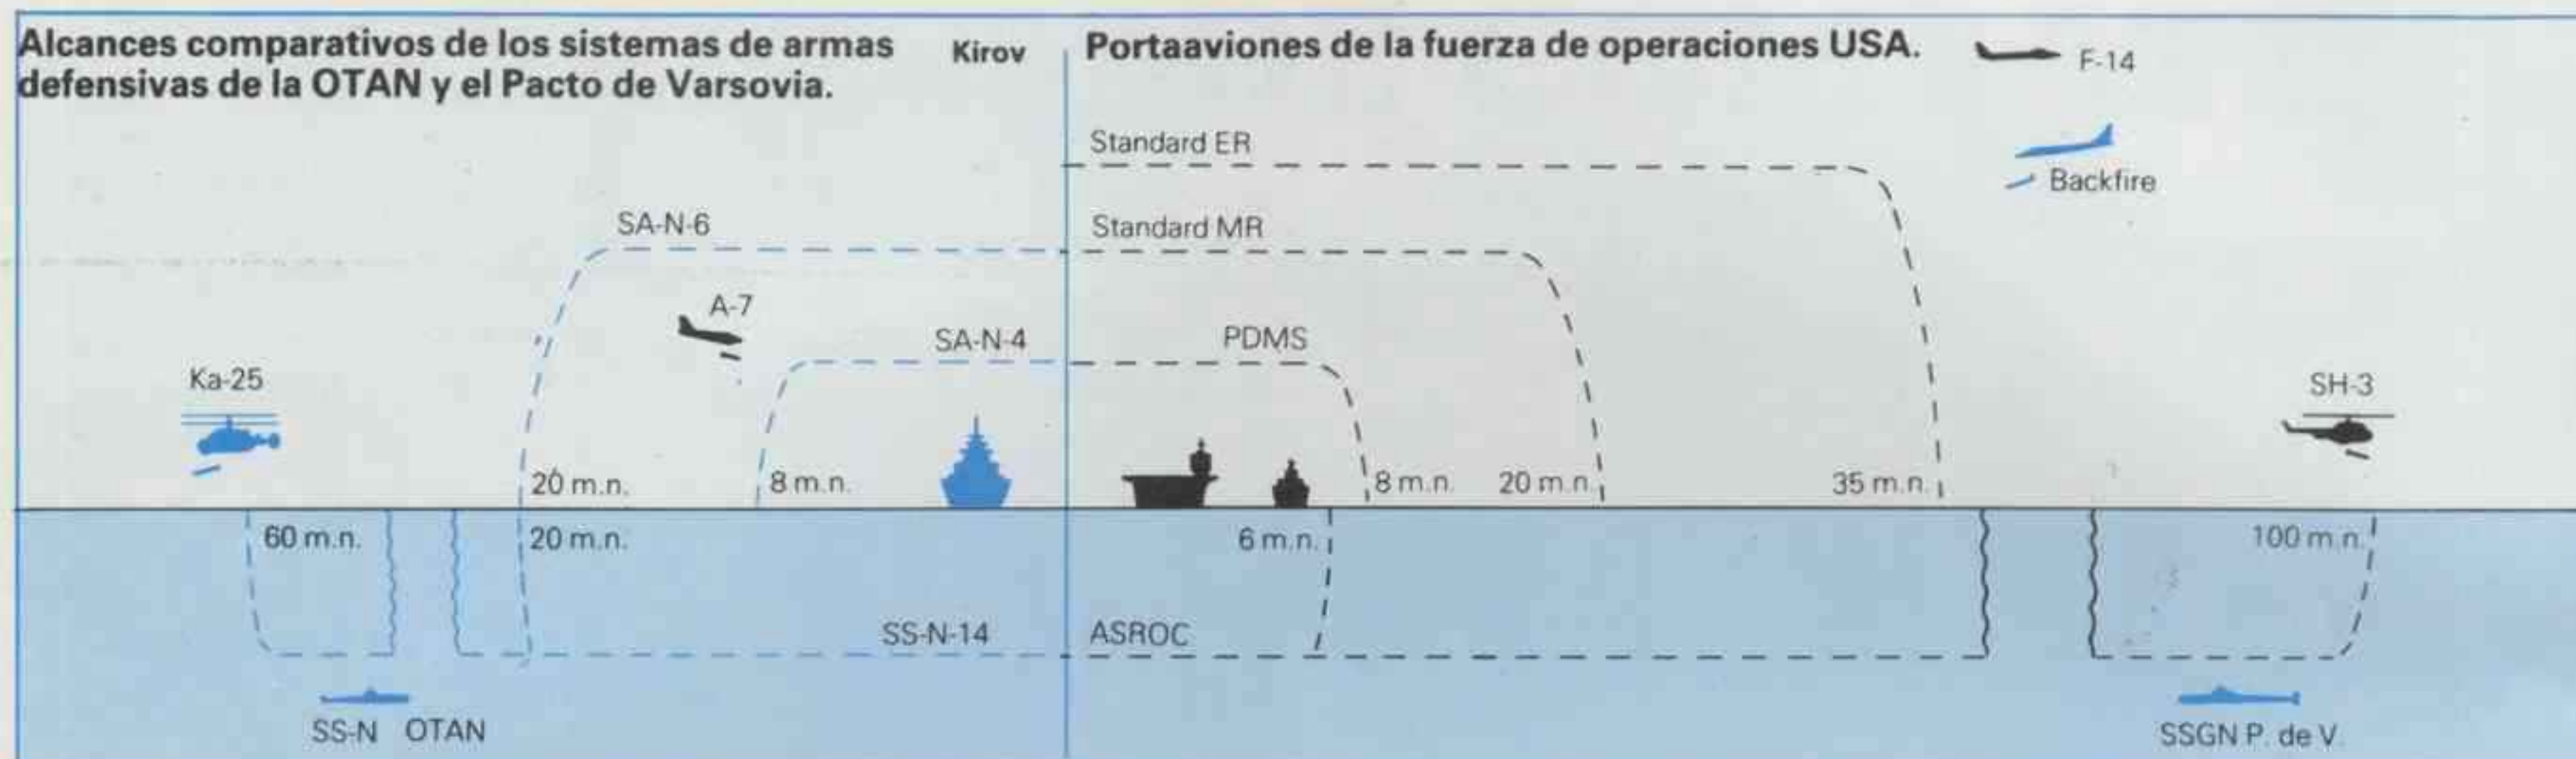 Alcances comparativos de los sistemas de armas
defensivas de la OTAN y el Pacto de Varsovia.
Kirov
Portaaviones de la fuerza de operaciones USA.
F-14
Backfire
Standard ER
Standard MR
SA-N-6
A-7
SA-N-4
PDMS
Ka-25
SH-3
20 m.n.
8 m.n.
8 m.n.
20 m.n.
35 m.n.
60 m.n.
20 m.n.
6 m.n.
100 m.n.
SS-N-14
ASROC
SS-N OTAN
SSGN P. de V.